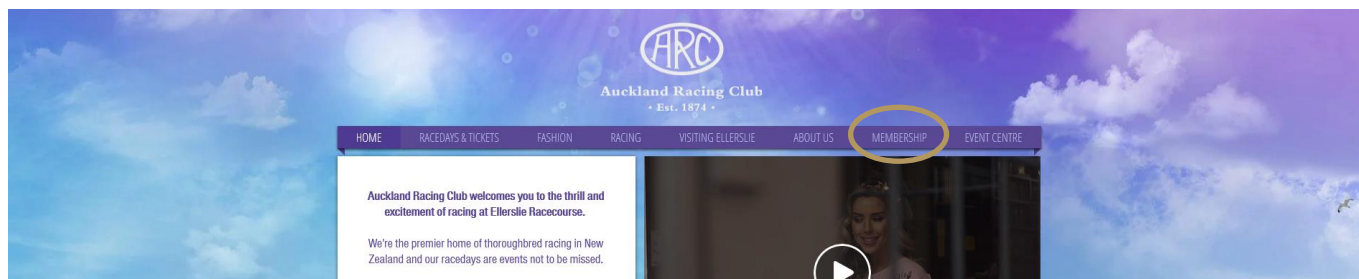 ARC
Auckland Racing Club
• Est. 1874 •
HOME RACEDAYS & TICKETS FASHION RACING VISITING ELLERSLIE ABOUT US MEMBERSHIP EVENT CENTRE
Auckland Racing Club welcomes you to the thrill and
excitement of racing at Ellerslie Racecourse.
We're the premier home of thoroughbred racing in New
Zealand and our racedays are events not to be missed.